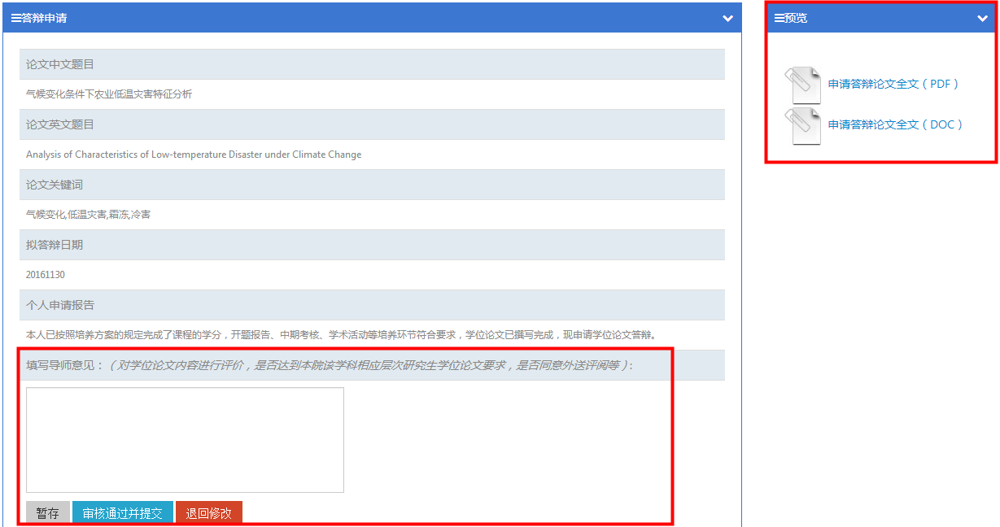 答辩申请
论文中文题目
气候变化条件下农业低温灾害特征分析
论文英文题目
Analysis of Characteristics of Low-temperature Disaster under Climate Change
论文关键词
气候变化,低温灾害,霜冻,冷害
拟答辩日期
20161130
个人申请报告
本人已按照培养方案的规定完成了课程的学分，开题报告、中期考核、学术活动等培养环节符合要求，学位论文已撰写完成，现申请学位论文答辩。
填写导师意见：（对学位论文内容进行评价，是否达到本院该学科相应层次研究生学位论文要求，是否同意外送评阅等）:
暂存 审核通过并提交 退回修改
预览
申请答辩论文全文（PDF）
申请答辩论文全文（DOC）